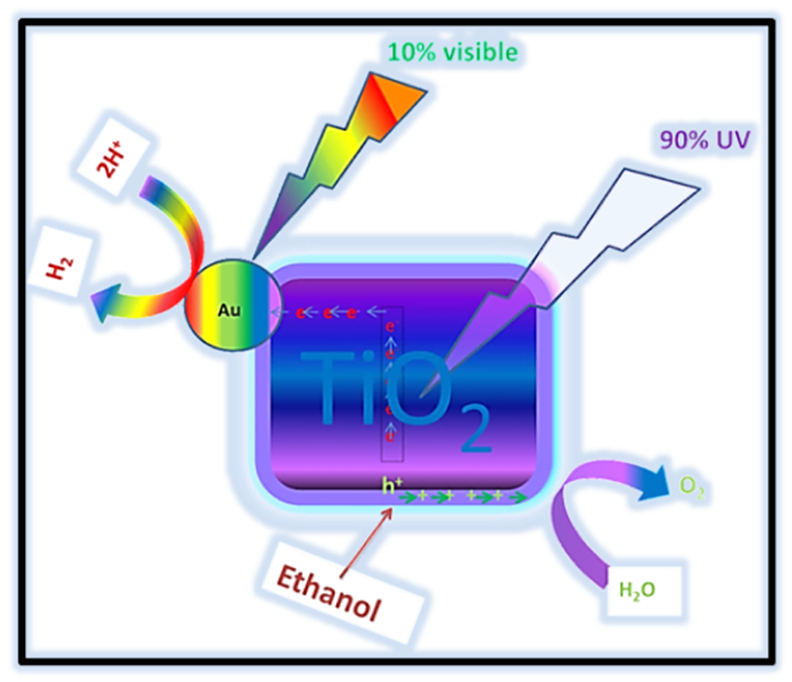 10% visible
90% UV
2H⁺
H₂
Au
e⁻ e⁻ e⁻
e⁻
e
e
e
TiO₂
h⁺
+ + + +
O₂
Ethanol
H₂O